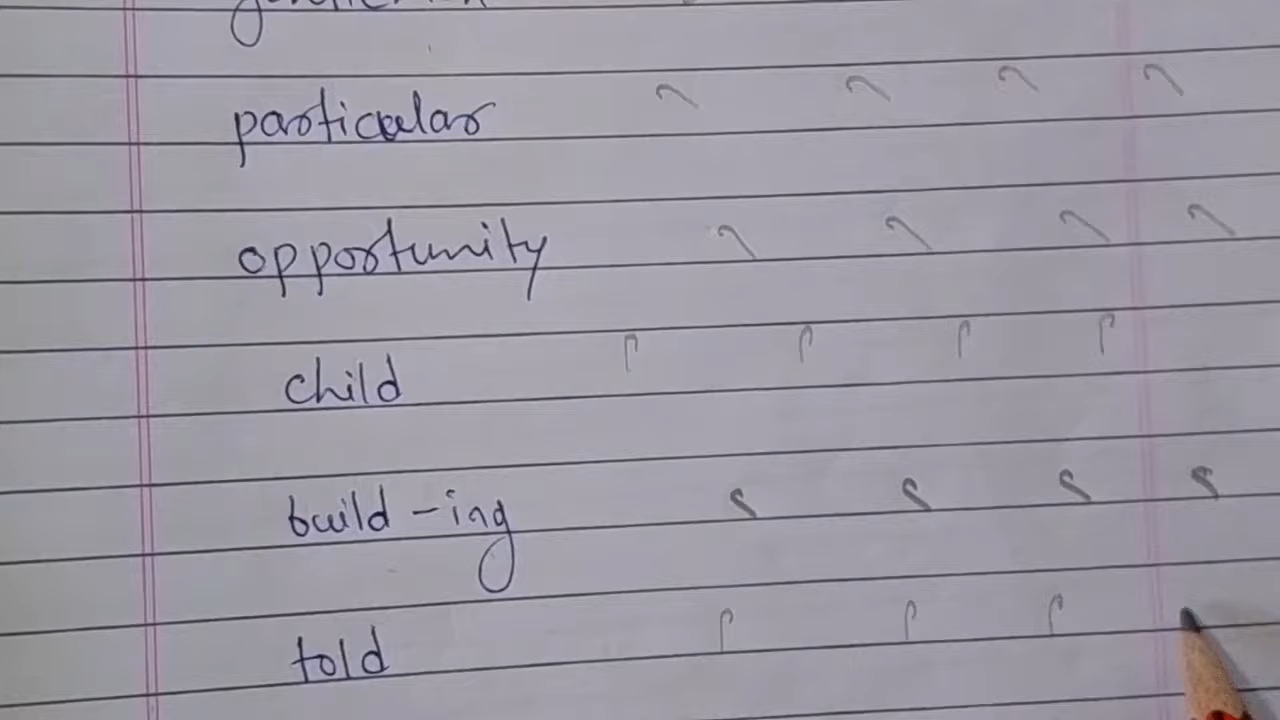 particular
opportunity
child
build -ing
told